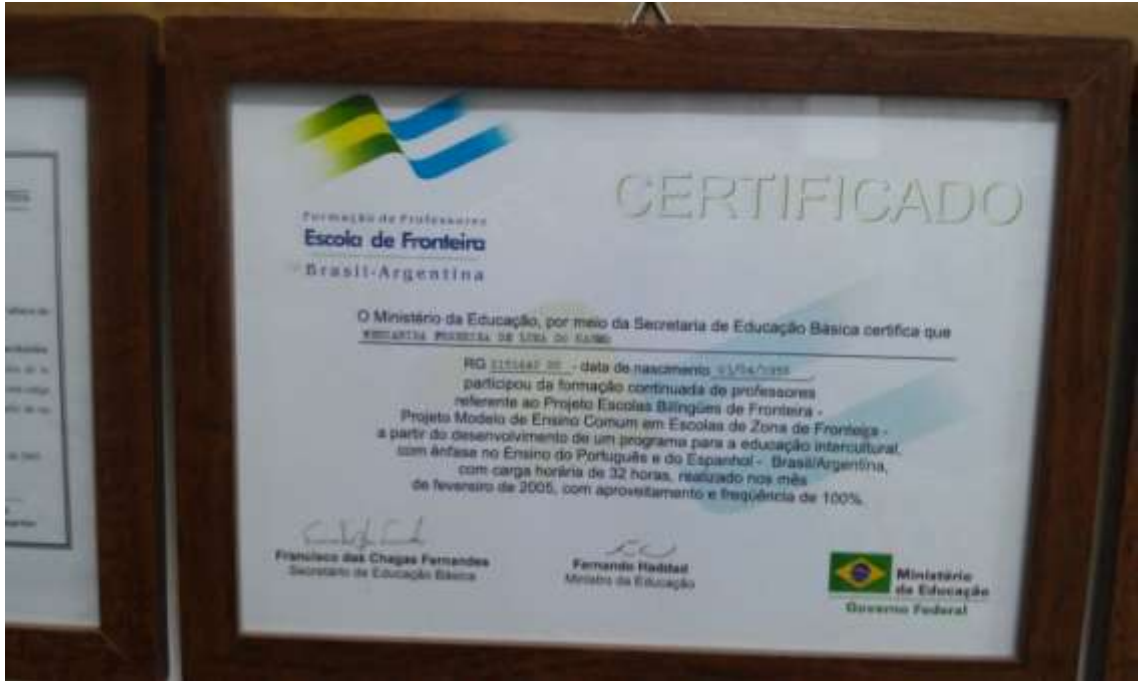 CERTIFICADO
Formação de Professores
Escola de Fronteira
Brasil-Argentina
O Ministério da Educação, por meio da Secretaria de Educação Básica certifica que
DE LIMA DO CARMO
RG - data de nascimento
participou da formação continuada de professores
referente ao Projeto Escolas Bilíngües de Fronteira -
Projeto Modelo de Ensino Comum em Escolas de Zona de Fronteira -
a partir do desenvolvimento de um programa para a educação intercultural,
com ênfase no Ensino do Português e do Espanhol - Brasil/Argentina,
com carga horária de 32 horas, realizado nos mês
de fevereiro de 2005, com aproveitamento e freqüência de 100%.
Francisco das Chagas Fernandes
Secretário de Educação Básica
Fernando Haddad
Ministro da Educação
Ministério
da Educação
Governo Federal